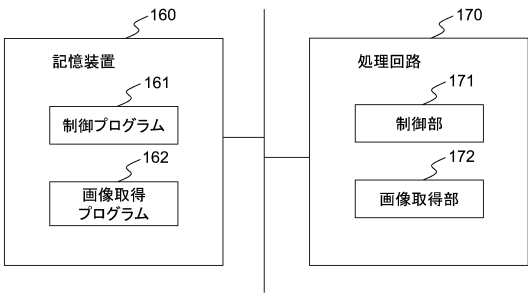 160
記憶装置
161
制御プログラム
162
画像取得
プログラム
170
処理回路
171
制御部
172
画像取得部